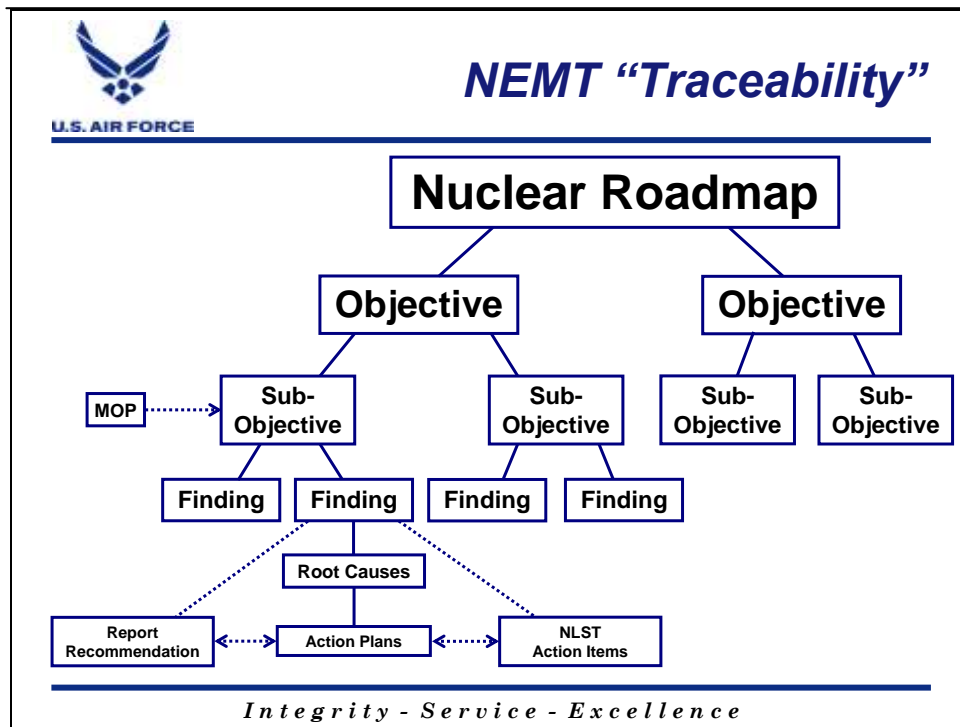 NEMT “Traceability”
U.S. AIR FORCE
Nuclear Roadmap
Objective
Objective
Sub-
Objective
Sub-
Objective
Sub-
Objective
Sub-
Objective
MOP
Finding
Finding
Finding
Finding
Root Causes
Report
Recommendation
Action Plans
NLST
Action Items
Integrity - Service - Excellence